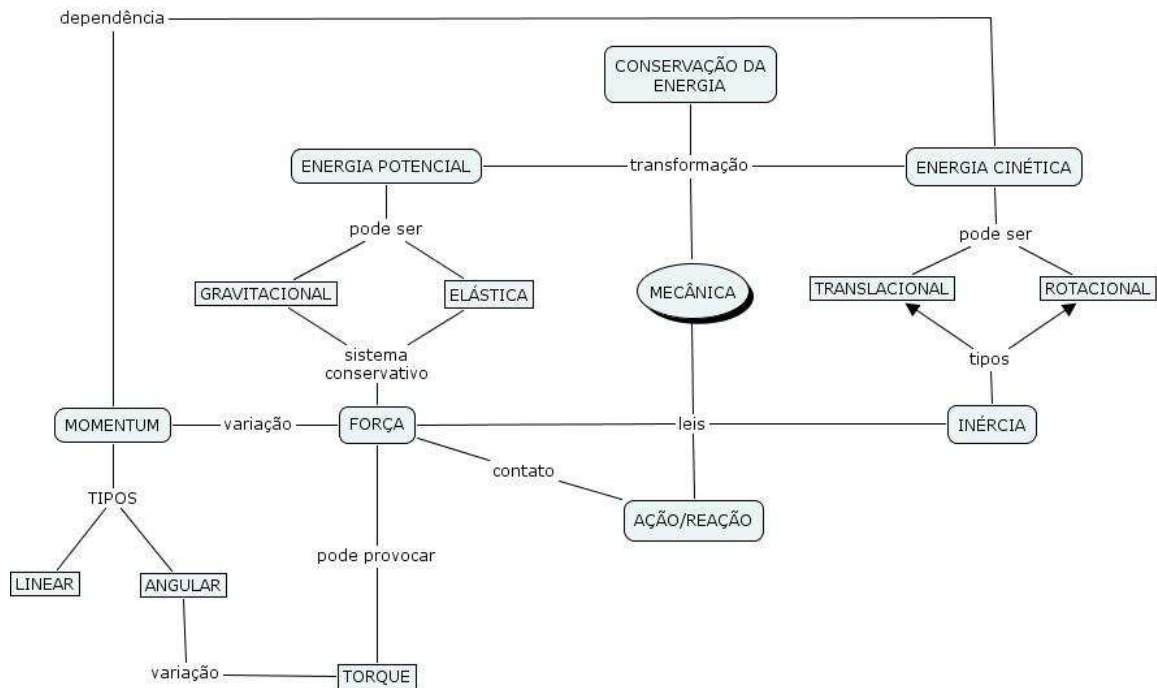 dependência
CONSERVAÇÃO DA
ENERGIA
ENERGIA POTENCIAL
transformação
ENERGIA CINÉTICA
pode ser
pode ser
GRAVITACIONAL
ELÁSTICA
MECÂNICA
TRANSLACIONAL
ROTACIONAL
sistema
conservativo
tipos
MOMENTUM
variação
FORÇA
leis
INÉRCIA
contato
TIPOS
AÇÃO/REAÇÃO
pode provocar
LINEAR
ANGULAR
variação
TORQUE